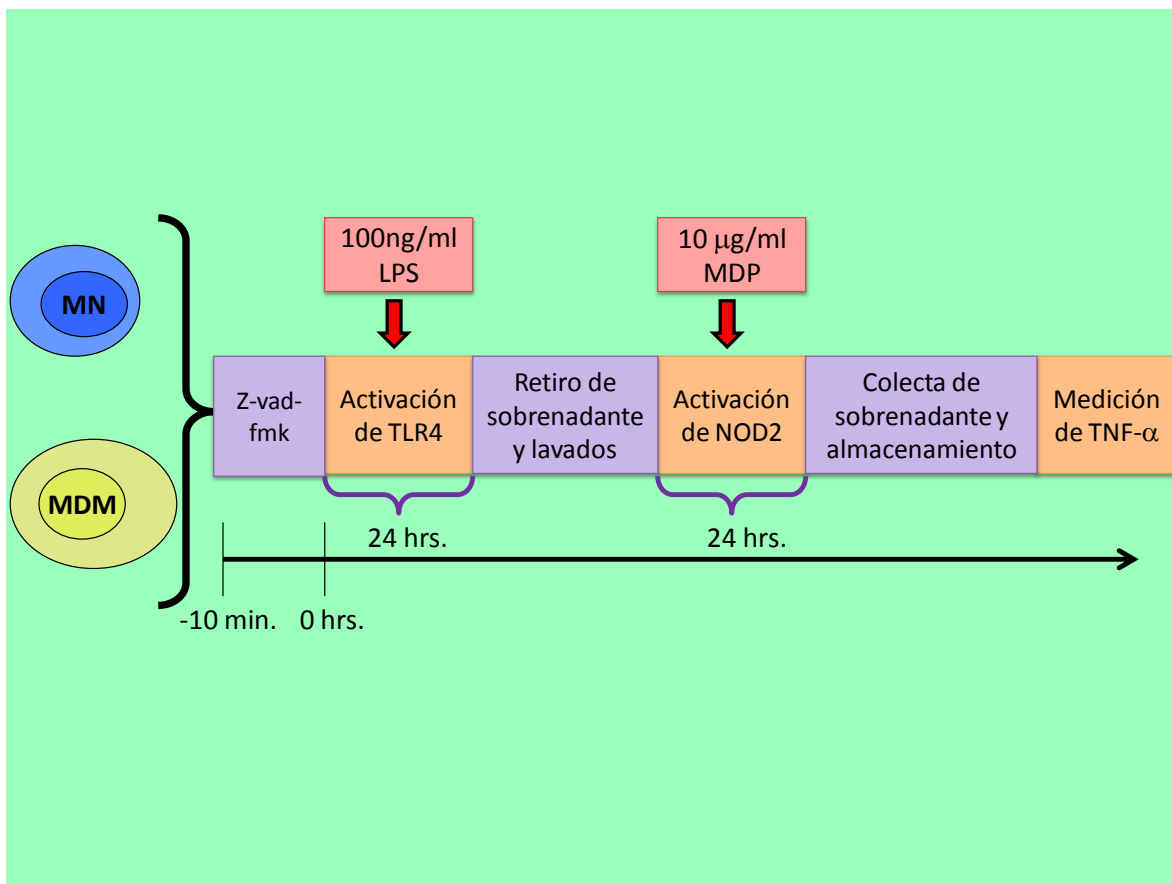 100ng/ml
LPS
10 μg/ml
MDP
MN
MDM
Z-vad-
fmk
Activación
de TLR4
Retiro de
sobrenadante
y lavados
Activación
de NOD2
Colecta de
sobrenadante y
almacenamiento
Medición
de TNF-α
24 hrs.
24 hrs.
-10 min.
0 hrs.